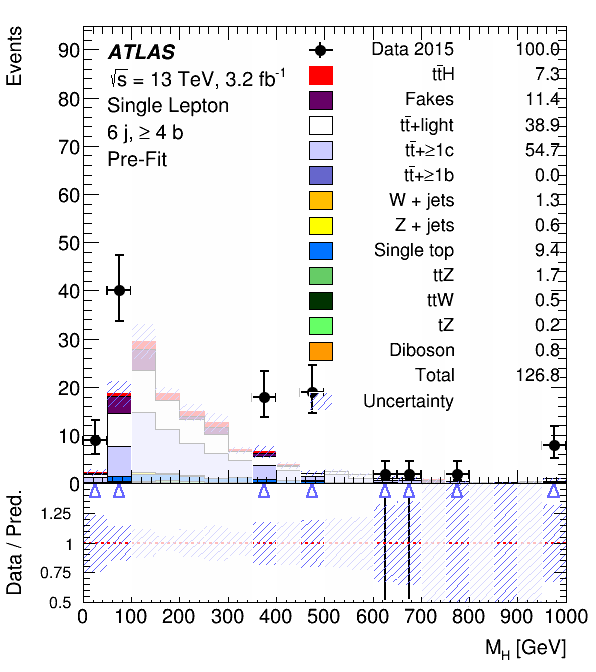 Events
ATLAS
√s = 13 TeV, 3.2 fb⁻¹
Single Lepton
6 j, ≥ 4 b
Pre-Fit
Data 2015 100.0
tt̄H 7.3
Fakes 11.4
tt̄+light 38.9
tt̄+≥1c 54.7
tt̄+≥1b 0.0
W + jets 1.3
Z + jets 0.6
Single top 9.4
ttZ 1.7
ttW 0.5
tZ 0.2
Diboson 0.8
Total 126.8
Uncertainty
90
80
70
60
50
40
30
20
10
0
Data / Pred.
1.25
1
0.75
0.5
0 100 200 300 400 500 600 700 800 900 1000
M_H [GeV]